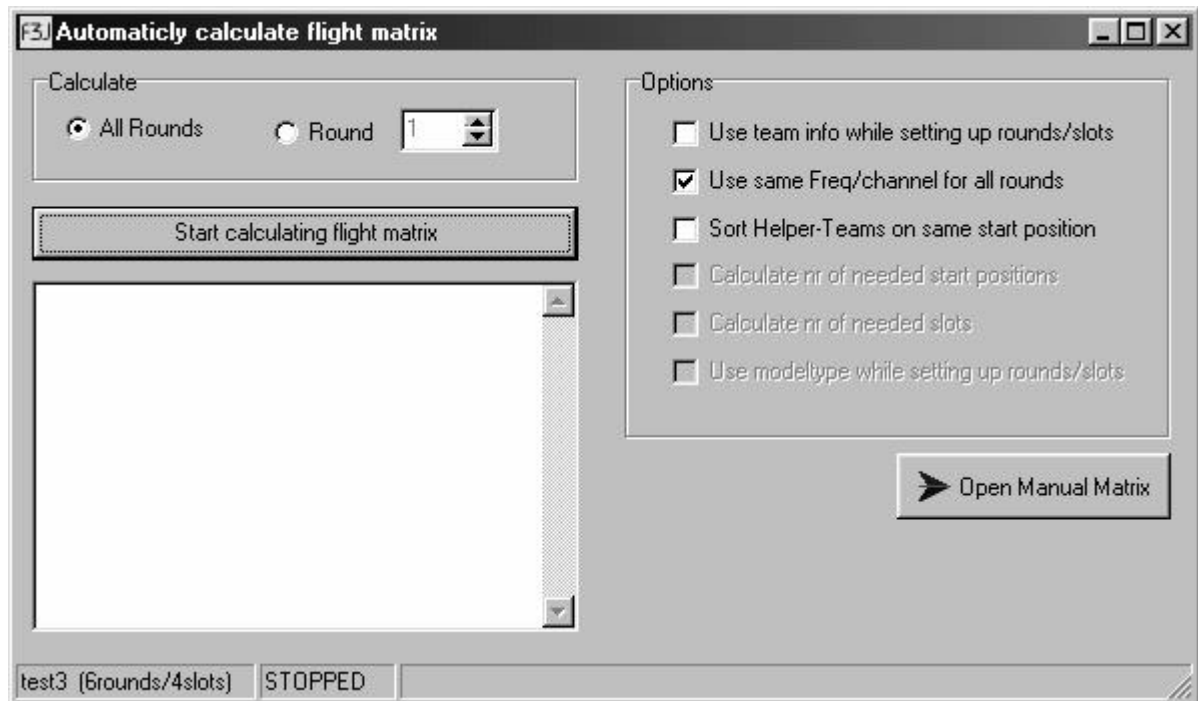 F3J Automaticly calculate flight matrix
Calculate
All Rounds
Round
1
Start calculating flight matrix
Options
Use team info while setting up rounds/slots
Use same Freq/channel for all rounds
Sort Helper-Teams on same start position
Calculate nr of needed start positions
Calculate nr of needed slots
Use modeltype while setting up rounds/slots
Open Manual Matrix
test3 (6rounds/4slots)
STOPPED